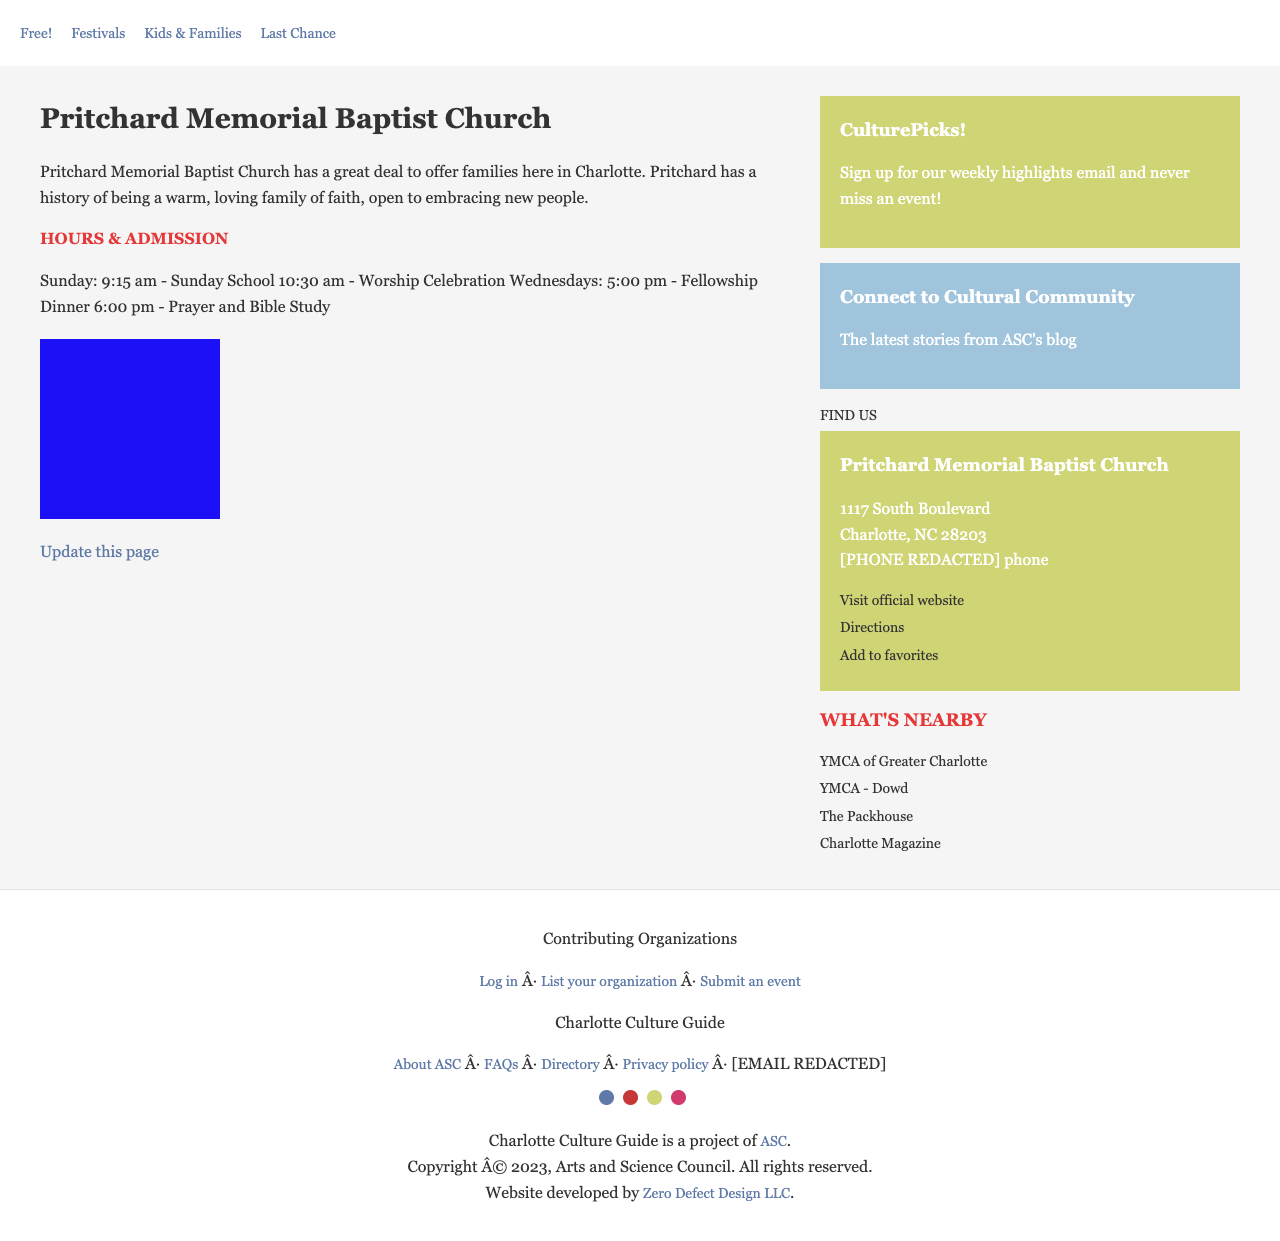 Free! Festivals Kids & Families Last Chance
Pritchard Memorial Baptist Church
Pritchard Memorial Baptist Church has a great deal to offer families here in Charlotte. Pritchard has a
history of being a warm, loving family of faith, open to embracing new people.
HOURS & ADMISSION
Sunday: 9:15 am - Sunday School 10:30 am - Worship Celebration Wednesdays: 5:00 pm - Fellowship
Dinner 6:00 pm - Prayer and Bible Study
Update this page
CulturePicks!
Sign up for our weekly highlights email and never
miss an event!
Connect to Cultural Community
The latest stories from ASC's blog
FIND US
Pritchard Memorial Baptist Church
1117 South Boulevard
Charlotte, NC 28203
[PHONE REDACTED] phone
Visit official website
Directions
Add to favorites
WHAT'S NEARBY
YMCA of Greater Charlotte
YMCA - Dowd
The Packhouse
Charlotte Magazine
Contributing Organizations
Log in Â· List your organization Â· Submit an event
Charlotte Culture Guide
About ASC Â· FAQs Â· Directory Â· Privacy policy Â· [EMAIL REDACTED]
Charlotte Culture Guide is a project of ASC.
Copyright Â© 2023, Arts and Science Council. All rights reserved.
Website developed by Zero Defect Design LLC.